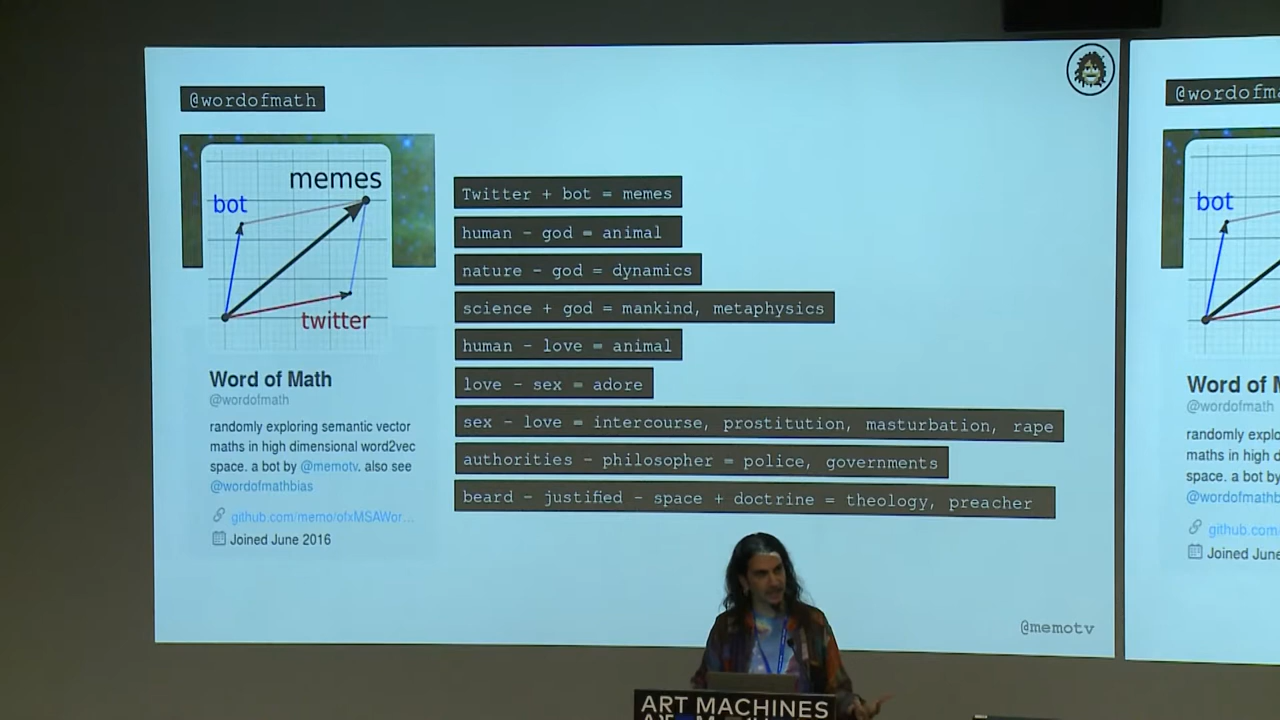 @wordofmath
memes
bot
twitter
Word of Math
@wordofmath
randomly exploring semantic vector
maths in high dimensional word2vec
space. a bot by @memotv. also see
@wordofmathbias
github.com/memo/ofxMSAWor...
Joined June 2016
Twitter + bot = memes
human - god = animal
nature - god = dynamics
science + god = mankind, metaphysics
human - love = animal
love - sex = adore
sex - love = intercourse, prostitution, masturbation, rape
authorities - philosopher = police, governments
beard - justified - space + doctrine = theology, preacher
@memotv
@wordofma
bot
Word of M
@wordofmath
randomly explo
maths in high d
space. a bot by
@wordofmathb
github.com
Joined June
ART MACHINES